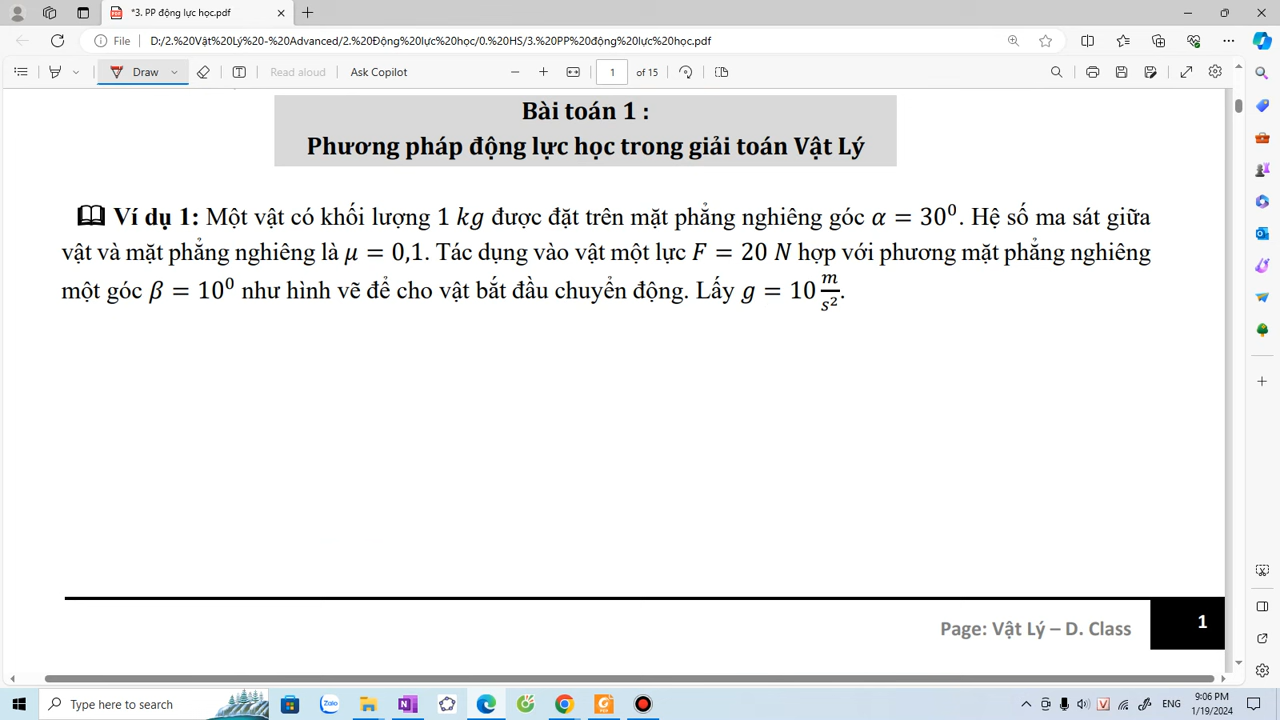 *3. PP động lực học.pdf
File
D:/2.%20Vật%20Lý%20-%20Advanced/2.%20Động%20lực%20học/0.%20HS/3.%20PP%20động%20lực%20học.pdf
Draw
Read aloud
Ask Copilot
1
of 15
Bài toán 1 :
Phương pháp động lực học trong giải toán Vật Lý
Ví dụ 1: Một vật có khối lượng 1 kg được đặt trên mặt phẳng nghiêng góc α = 30⁰. Hệ số ma sát giữa
vật và mặt phẳng nghiêng là μ = 0,1. Tác dụng vào vật một lực F = 20 N hợp với phương mặt phẳng nghiêng
một góc β = 10⁰ như hình vẽ để cho vật bắt đầu chuyển động. Lấy g = 10 m/s².
1
Page: Vật Lý – D. Class
Type here to search
Zalo
ENG
9:06 PM
1/19/2024